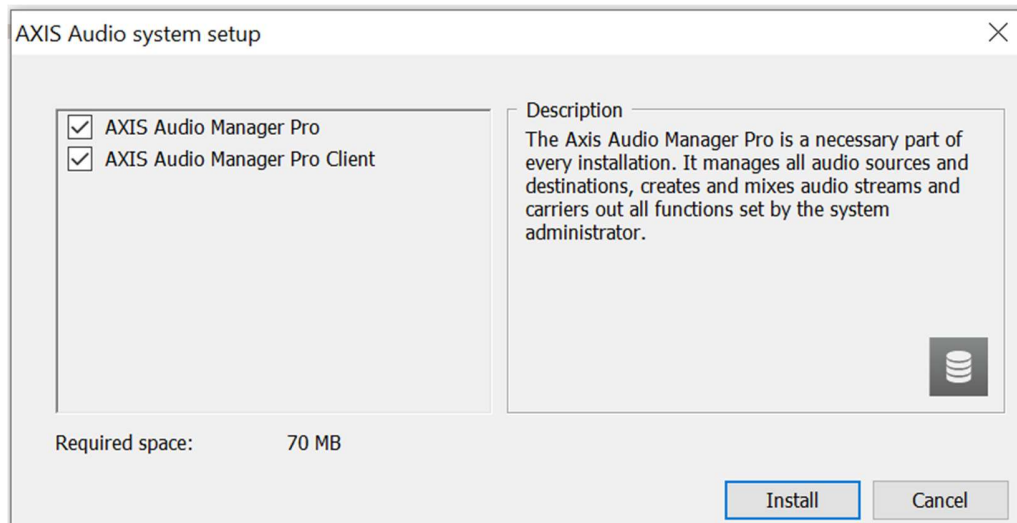 AXIS Audio system setup
AXIS Audio Manager Pro
AXIS Audio Manager Pro Client
Description
The Axis Audio Manager Pro is a necessary part of
every installation. It manages all audio sources and
destinations, creates and mixes audio streams and
carriers out all functions set by the system
administrator.
Required space: 70 MB
Install
Cancel